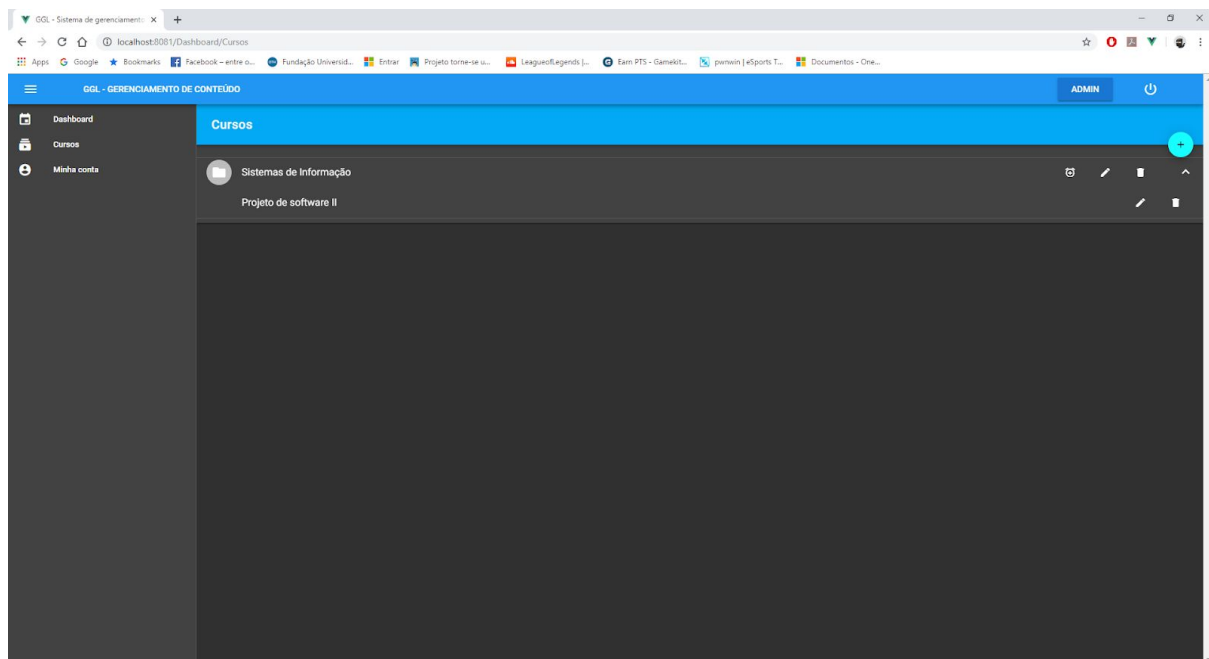 GGL - Sistema de gerenciament
localhost:8081/Dashboard/Cursos
Apps Google Bookmarks Facebook – entre o... Fundação Universid... Entrar Projeto torne-se u... LeagueofLegends |... Earn PTS - Gamekit... pwnwin | eSports T... Documentos - One...
GGL - GERENCIAMENTO DE CONTEÚDO ADMIN
Dashboard
Cursos
Minha conta
Cursos
+
Sistemas de Informação
Projeto de software II